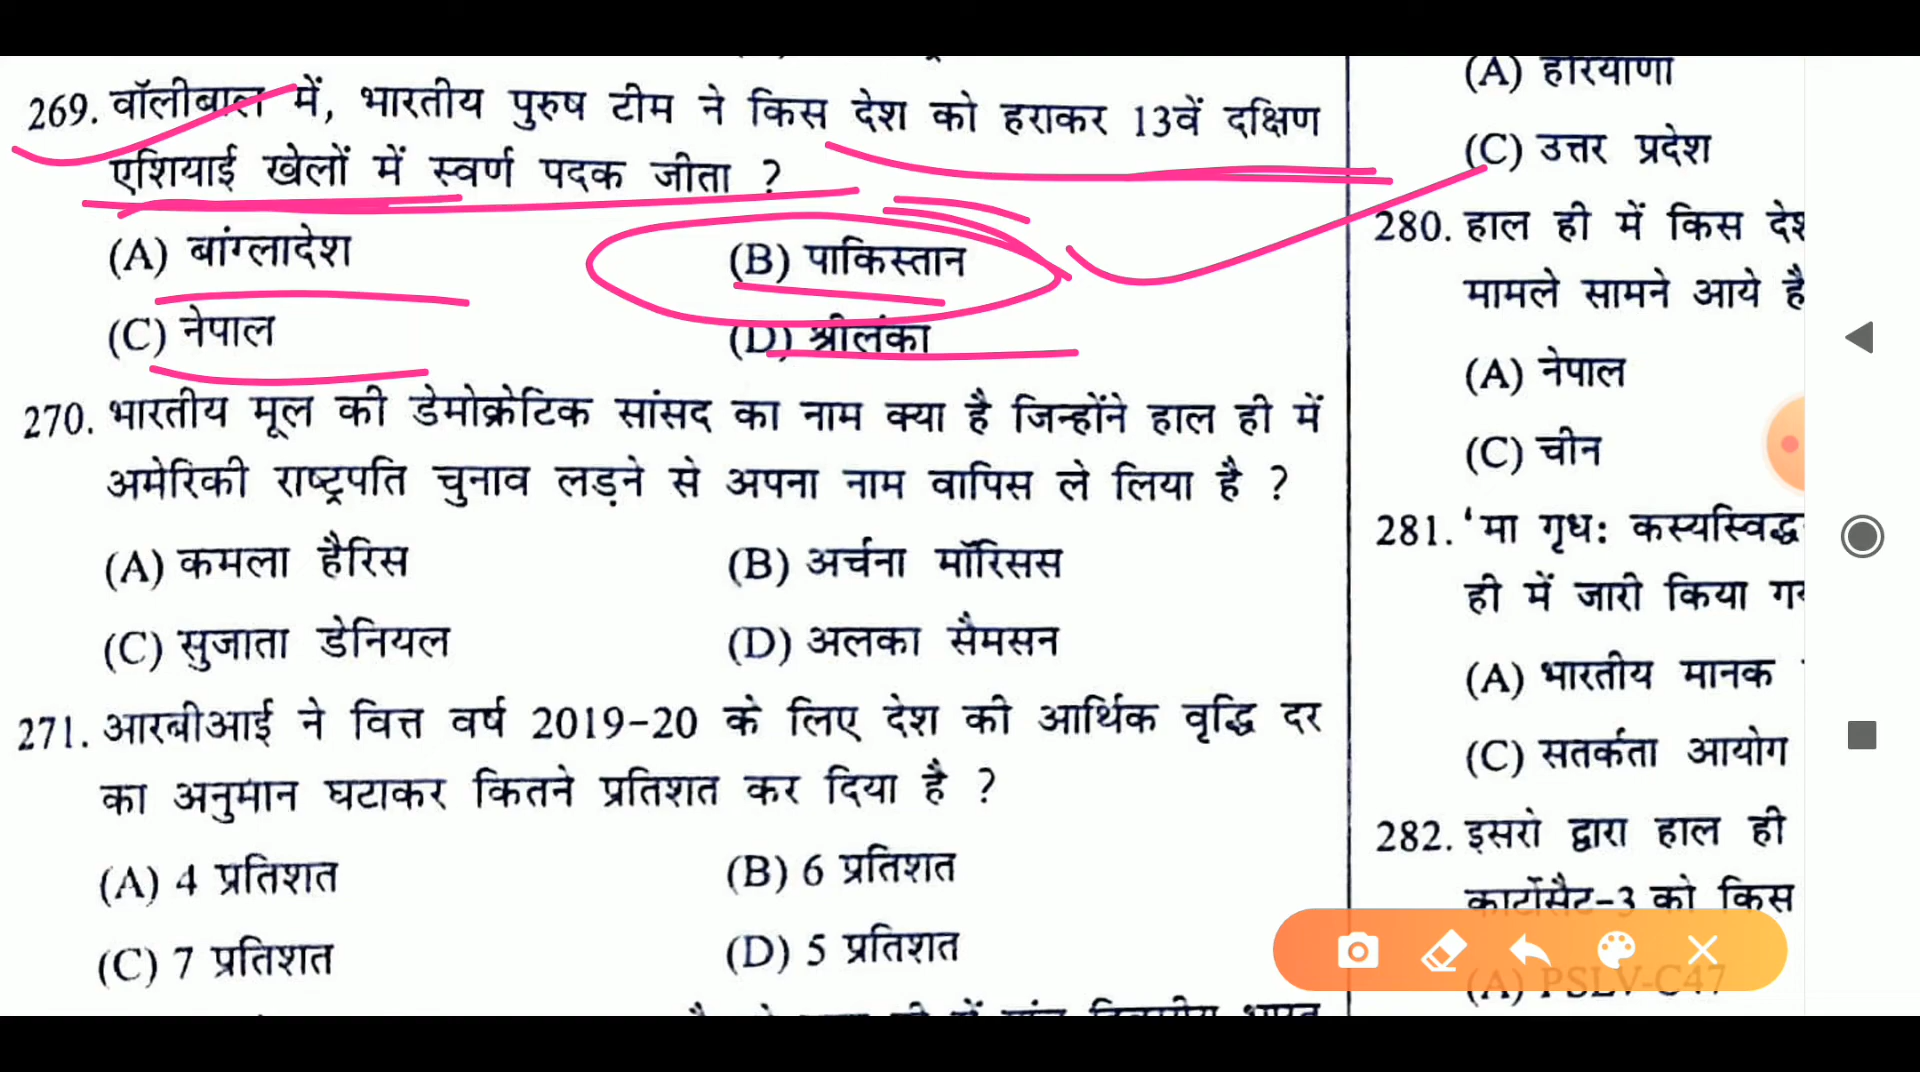 269. वॉलीबाल में, भारतीय पुरुष टीम ने किस देश को हराकर 13वें दक्षिण
एशियाई खेलों में स्वर्ण पदक जीता ?
(A) बांग्लादेश (B) पाकिस्तान
(C) नेपाल (D) श्रीलंका
270. भारतीय मूल की डेमोक्रेटिक सांसद का नाम क्या है जिन्होंने हाल ही में
अमेरिकी राष्ट्रपति चुनाव लड़ने से अपना नाम वापिस ले लिया है ?
(A) कमला हैरिस (B) अर्चना मॉरिसस
(C) सुजाता डेनियल (D) अलका सैमसन
271. आरबीआई ने वित्त वर्ष 2019-20 के लिए देश की आर्थिक वृद्धि दर
का अनुमान घटाकर कितने प्रतिशत कर दिया है ?
(A) 4 प्रतिशत (B) 6 प्रतिशत
(C) 7 प्रतिशत (D) 5 प्रतिशत
(A) हरियाणा
(C) उत्तर प्रदेश
280. हाल ही में किस देश
मामले सामने आये है
(A) नेपाल
(C) चीन
281. 'मा गृधः कस्यस्विद्ध
ही में जारी किया
(A) भारतीय मानक
(C) सतर्कता आयोग
282. इसरो द्वारा हाल ही
कार्टोसैट-3 को किस
(A) PSLV-C47